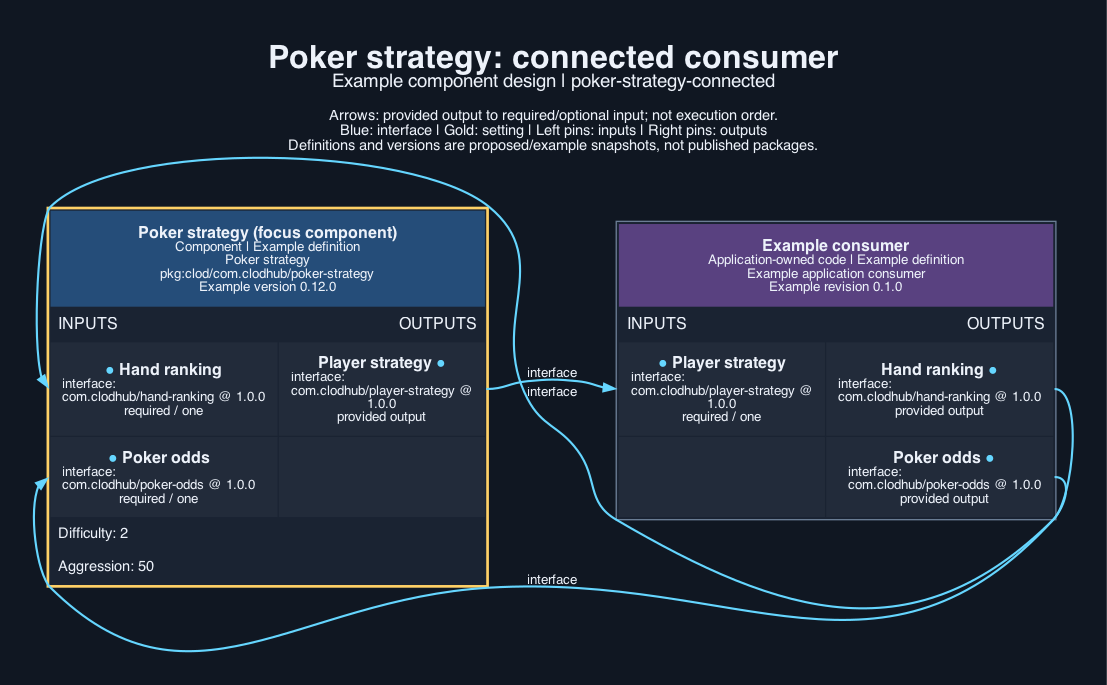 Poker strategy: connected consumer
Example component design | poker-strategy-connected
Arrows: provided output to required/optional input; not execution order.
Blue: interface | Gold: setting | Left pins: inputs | Right pins: outputs
Definitions and versions are proposed/example snapshots, not published packages.
Poker strategy (focus component)
Component | Example definition
Poker strategy
pkg:clod/com.clodhub/poker-strategy
Example version 0.12.0
INPUTS
OUTPUTS
● Hand ranking
interface:
com.clodhub/hand-ranking @ 1.0.0
required / one
Player strategy ●
interface:
com.clodhub/player-strategy @
1.0.0
provided output
● Poker odds
interface:
com.clodhub/poker-odds @ 1.0.0
required / one
Difficulty: 2
Aggression: 50
interface
interface
interface
Example consumer
Application-owned code | Example definition
Example application consumer
Example revision 0.1.0
INPUTS
OUTPUTS
● Player strategy
interface:
com.clodhub/player-strategy @
1.0.0
required / one
Hand ranking ●
interface:
com.clodhub/hand-ranking @ 1.0.0
provided output
Poker odds ●
interface:
com.clodhub/poker-odds @ 1.0.0
provided output